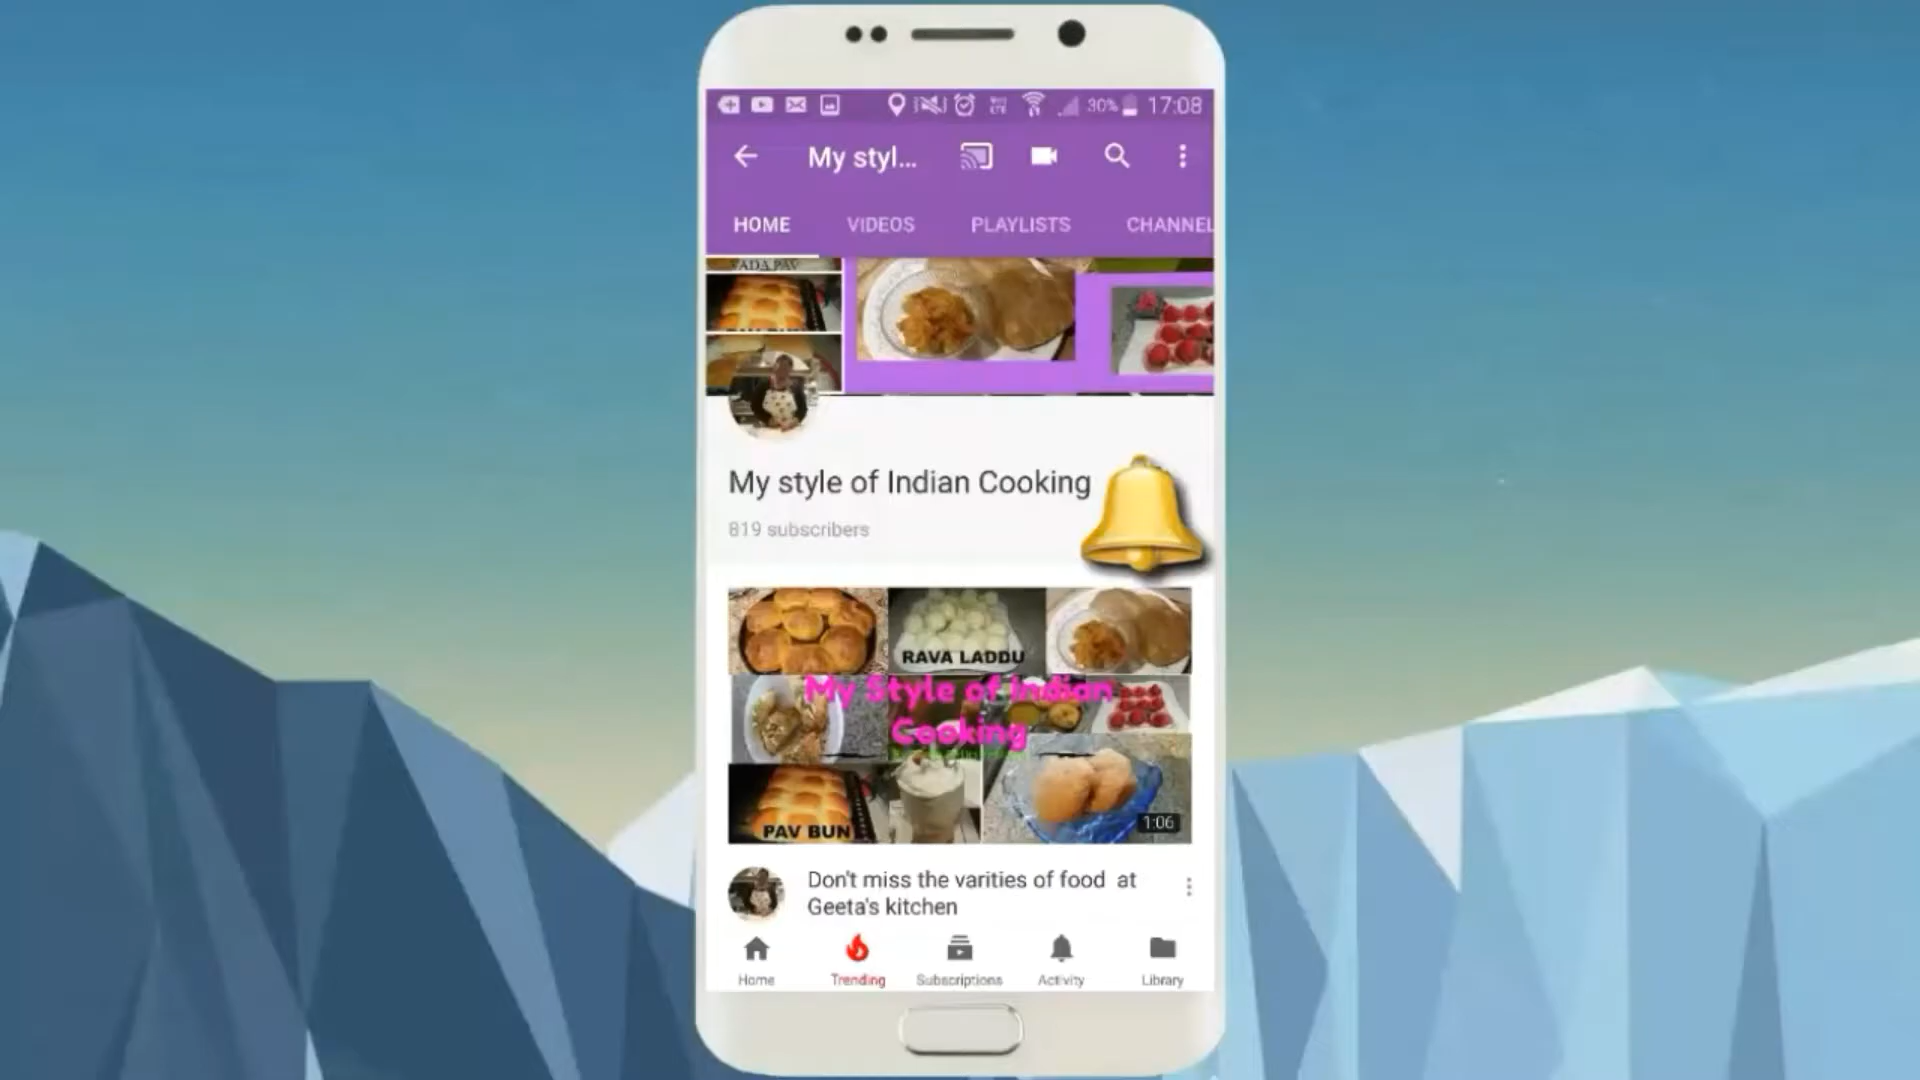 30% 17:08
My styl...
HOME VIDEOS PLAYLISTS CHANNEL
VADA PAV
My style of Indian Cooking
819 subscribers
RAVA LADDU
My Style of Indian
Cooking
PAV BUN
1:06
Don't miss the varities of food at
Geeta's kitchen
Home Trending Subscriptions Activity Library